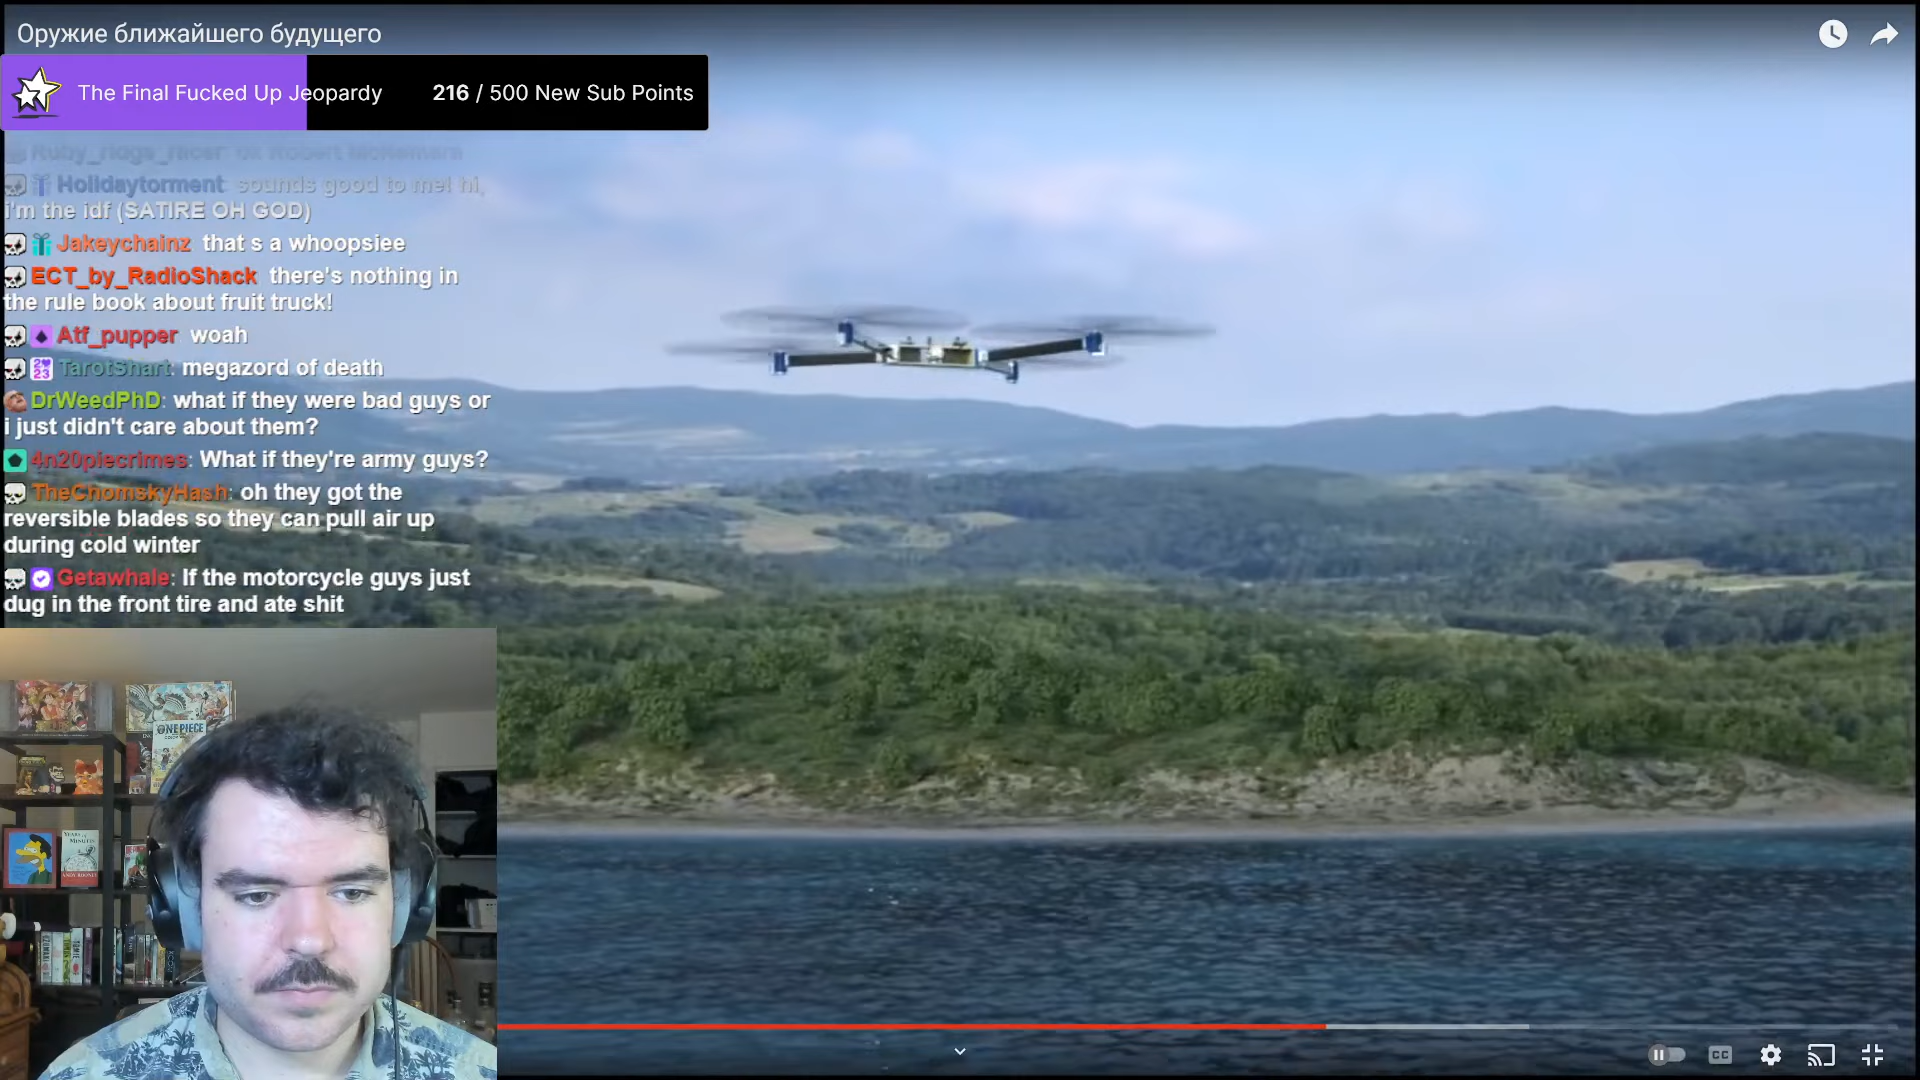 Оружие ближайшего будущего
The Final Fucked Up Jeopardy 216 / 500 New Sub Points
Holidaytorment: sounds good to me! hi,
i'm the idf (SATIRE OH GOD)
Jakeychainz that s a whoopsiee
ECT_by_RadioShack there's nothing in
the rule book about fruit truck!
Atf_pupper woah
TarotShart: megazord of death
DrWeedPhD: what if they were bad guys or
i just didn't care about them?
4n20piecrimes: What if they're army guys?
TheChomskyHash: oh they got the
reversible blades so they can pull air up
during cold winter
Getawhale: If the motorcycle guys just
dug in the front tire and ate shit
ONE PIECE
CC